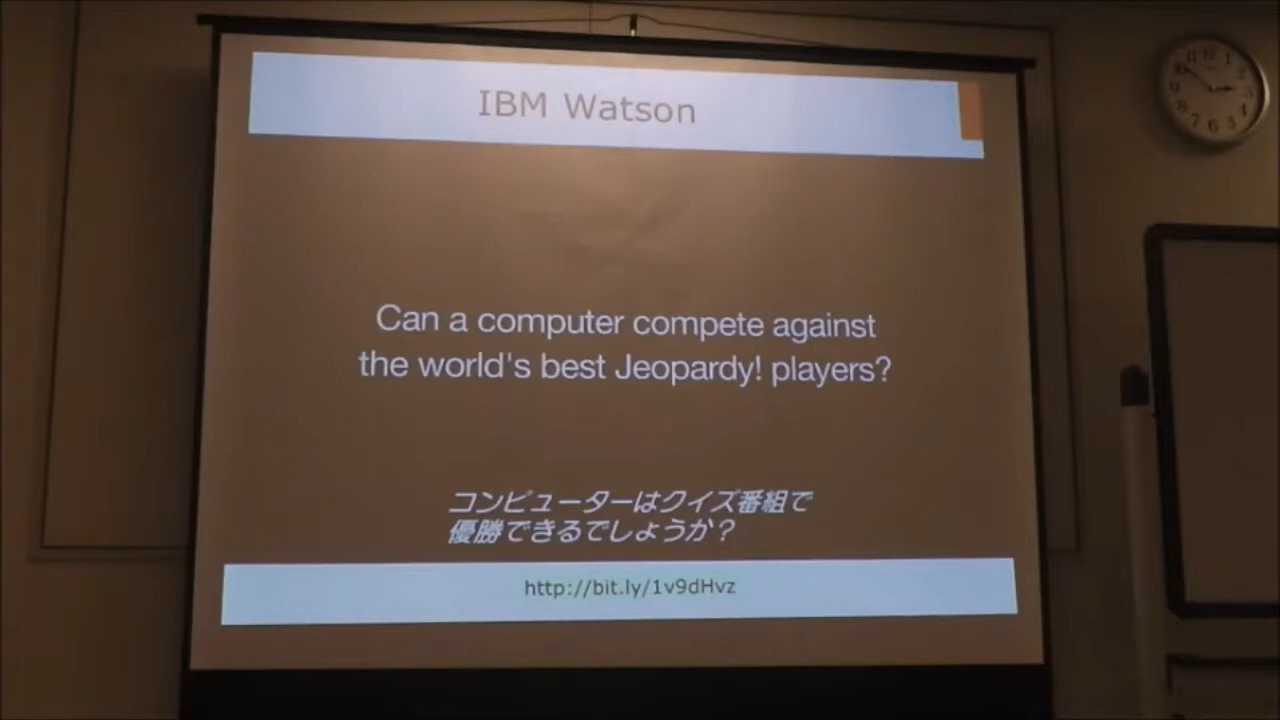 IBM Watson
Can a computer compete against
the world's best Jeopardy! players?
コンピューターはクイズ番組で
優勝できるでしょうか？
http://bit.ly/1v9dHvz